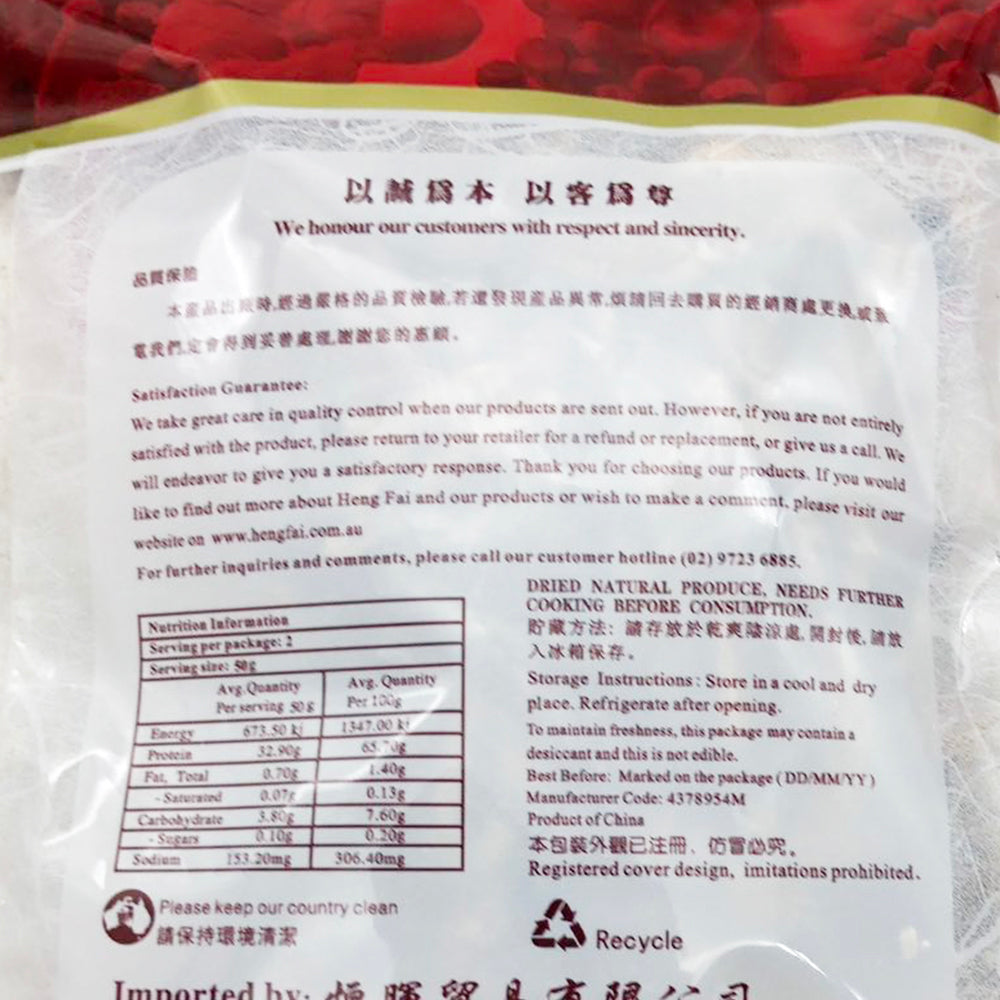 以誠爲本 以客爲尊
We honour our customers with respect and sincerity.
品質保證
本產品出廠時,經過嚴格的品質檢驗,若還發現產品異常,煩請回去購買的經銷商處更換,或致
電我們,定會得到妥善處理,謝謝您的惠顧。
Satisfaction Guarantee:
We take great care in quality control when our products are sent out. However, if you are not entirely
satisfied with the product, please return to your retailer for a refund or replacement, or give us a call. We
will endeavor to give you a satisfactory response. Thank you for choosing our products. If you would
like to find out more about Heng Fai and our products or wish to make a comment, please visit our
website on www.hengfai.com.au
For further inquiries and comments, please call our customer hotline (02) 9723 6885.
Nutrition Information
Serving per package: 2
Serving size: 50g
Avg.Quantity Avg. Quantity
Per serving 50g Per 100g
Energy 673.50 kj 1347.00 kj
Protein 32.90g 65.70g
Fat, Total 0.70g 1.40g
- Saturated 0.07g 0.13g
Carbohydrate 3.80g 7.60g
- Sugars 0.10g 0.20g
Sodium 153.20mg 306.40mg
DRIED NATURAL PRODUCE, NEEDS FURTHER
COOKING BEFORE CONSUMPTION.
貯藏方法: 請存放於乾爽陰涼處,開封後,請放
入冰箱保存。
Storage Instructions: Store in a cool and dry
place. Refrigerate after opening.
To maintain freshness, this package may contain a
desiccant and this is not edible.
Best Before: Marked on the package (DD/MM/YY)
Manufacturer Code: 4378954M
Product of China
本包裝外觀已注冊﹑仿冒必究。
Registered cover design, imitations prohibited.
Please keep our country clean
請保持環境清潔
Recycle
Imported by: 恒暉貿易有限公司